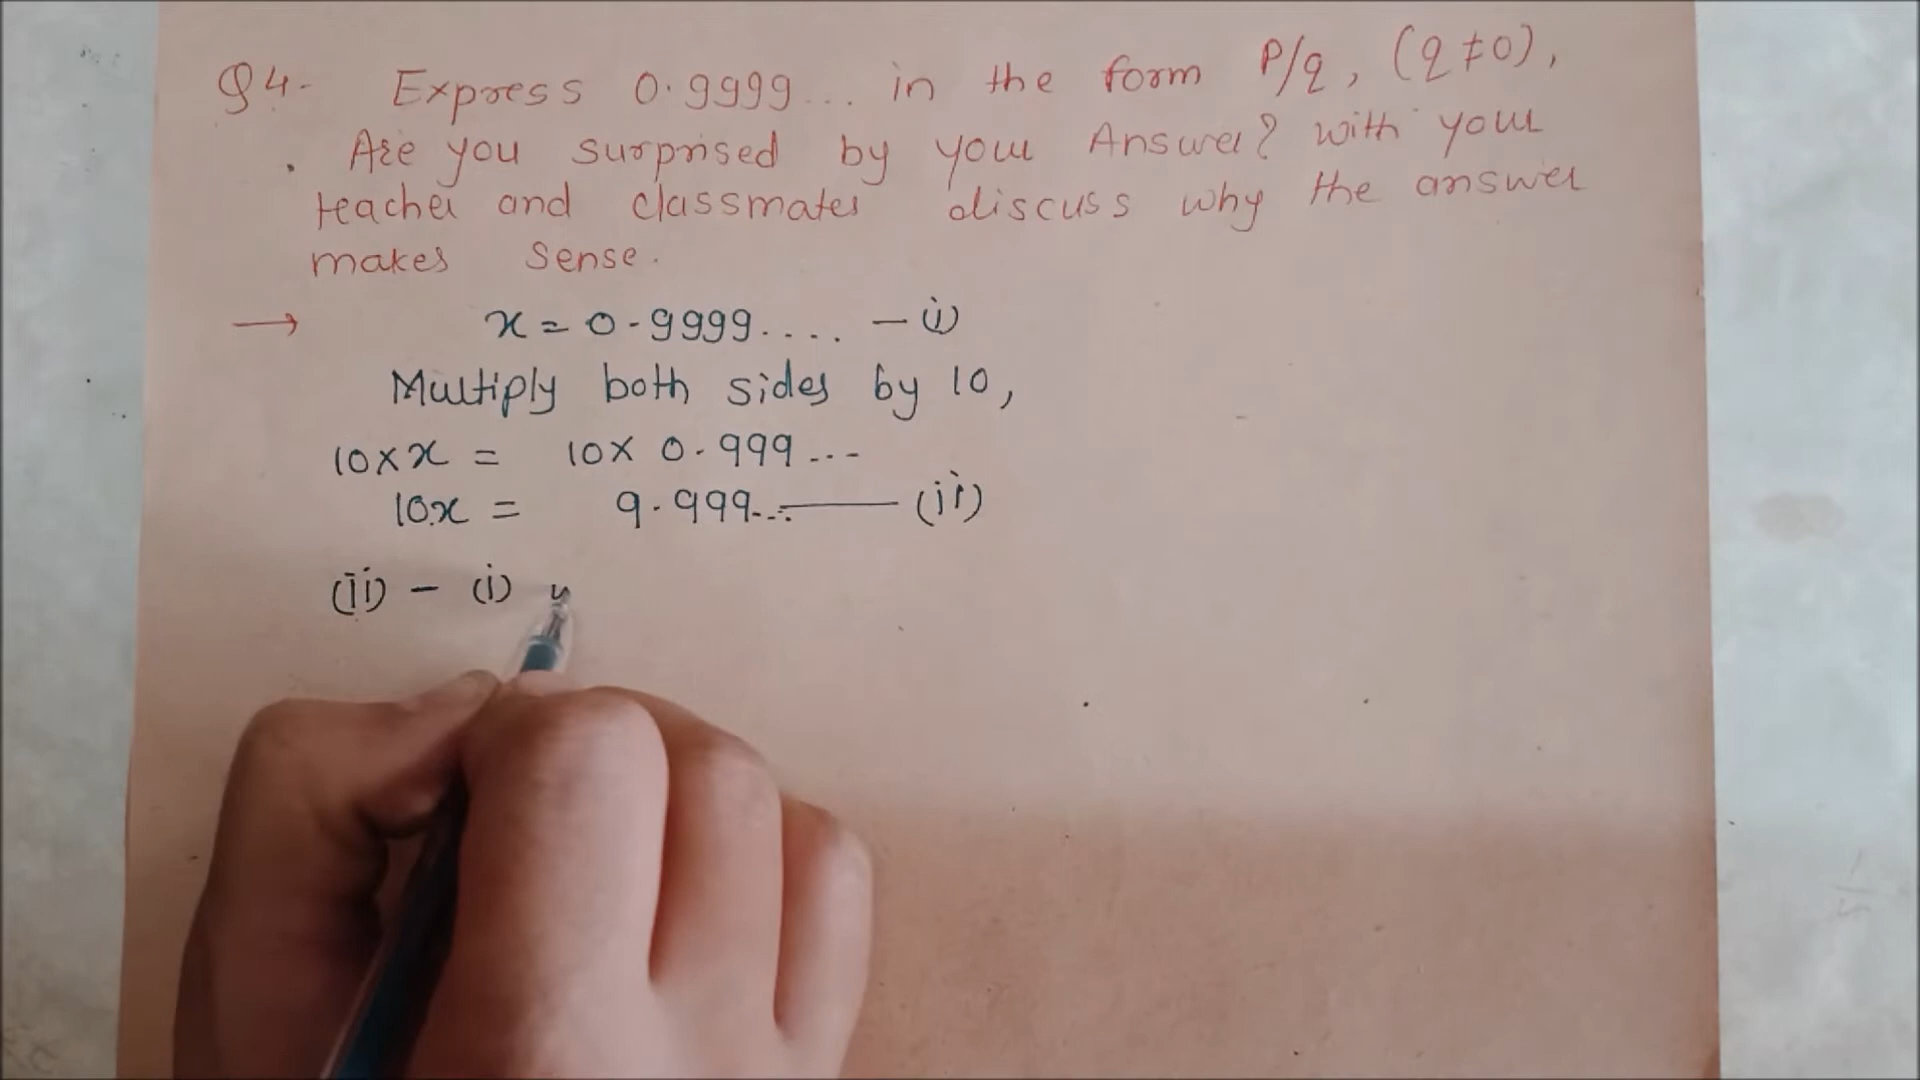 Q4- Express 0.9999... in the form P/q, (q≠0),
Are you surprised by your Answer? with your
teacher and classmates discuss why the answer
makes sense.
→ x = 0.9999.... - (i)
Multiply both sides by 10,
10×x = 10× 0.999...
10x = 9.999... — (ii)
(ii) - (i)